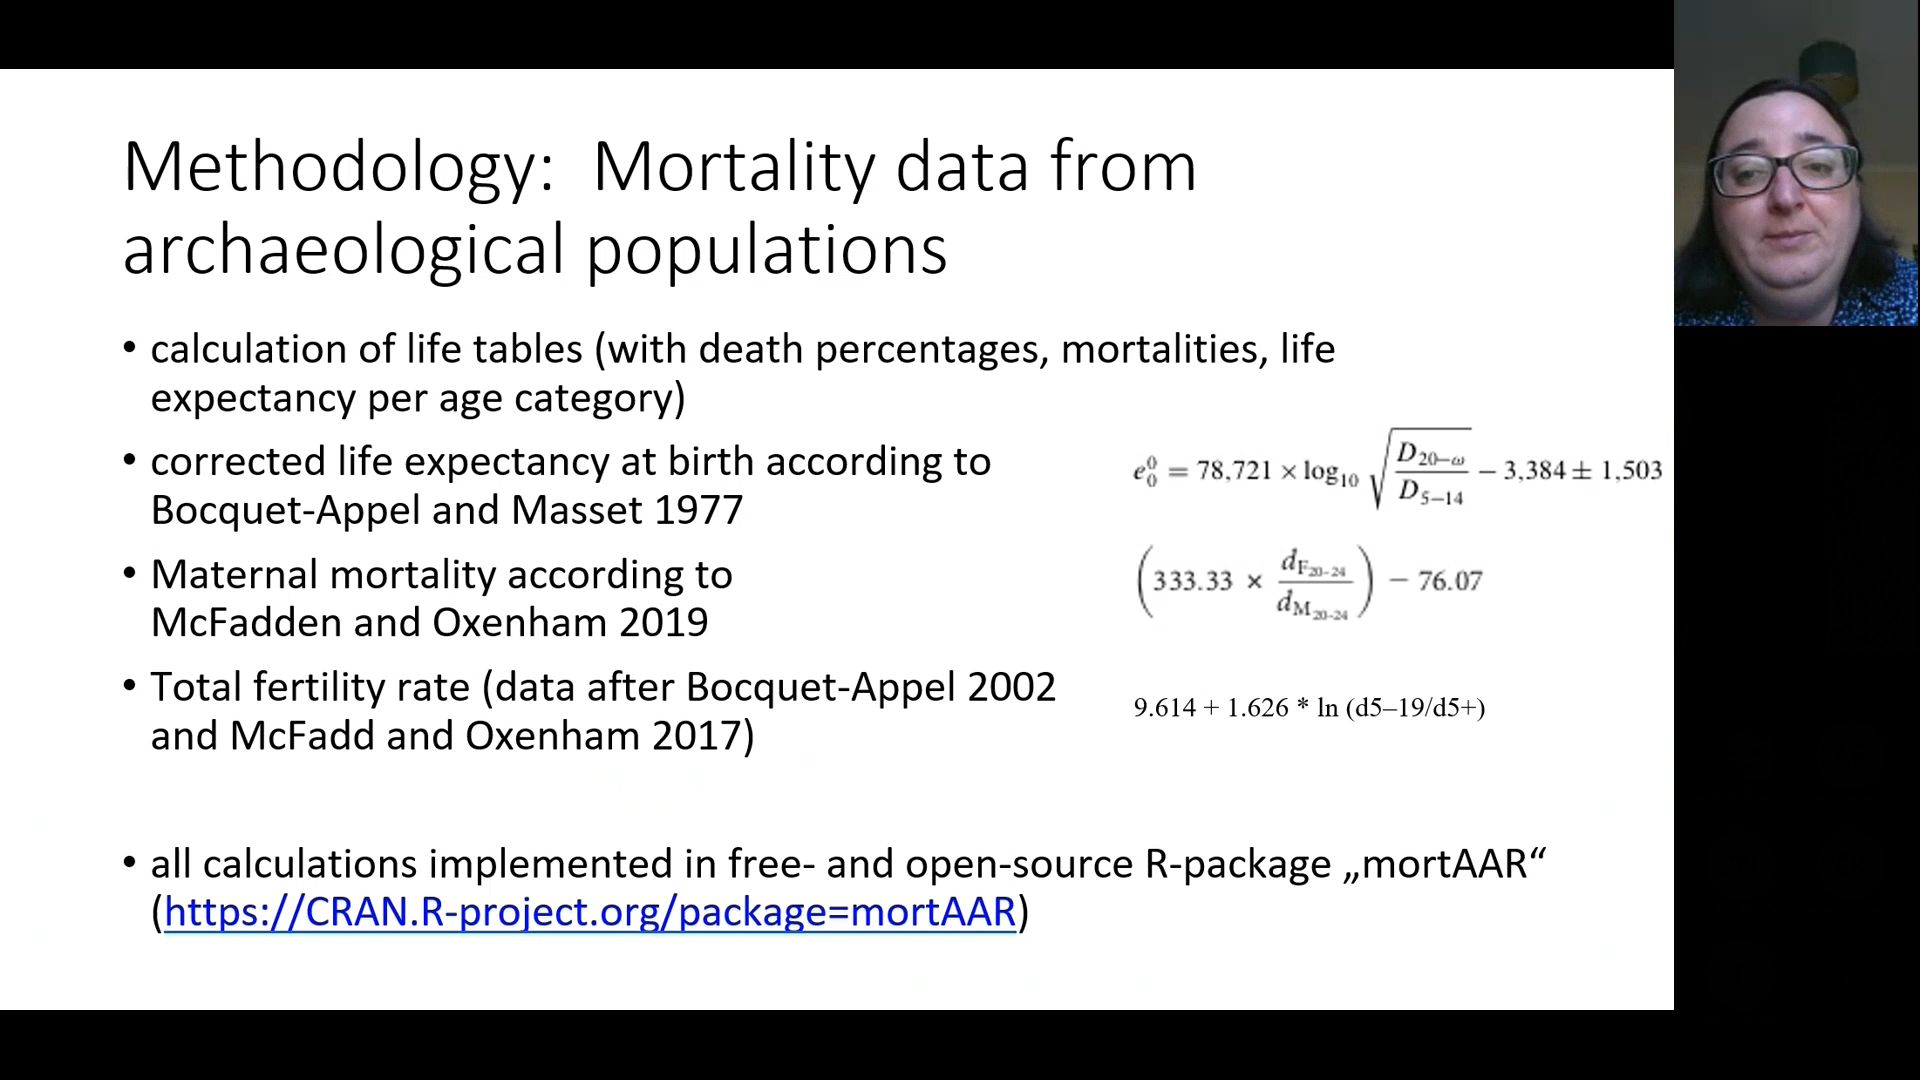 Methodology:  Mortality data from
archaeological populations
• calculation of life tables (with death percentages, mortalities, life
expectancy per age category)
• corrected life expectancy at birth according to
Bocquet-Appel and Masset 1977
e₀⁰ = 78,721 × log₁₀ √(D₂₀₋ω / D₅₋₁₄) − 3,384 ± 1,503
• Maternal mortality according to
McFadden and Oxenham 2019
(333.33 × dF₂₀₋₂₄ / dM₂₀₋₂₄) − 76.07
• Total fertility rate (data after Bocquet-Appel 2002
and McFadd and Oxenham 2017)
9.614 + 1.626 * ln (d5–19/d5+)
• all calculations implemented in free- and open-source R-package „mortAAR“
(https://CRAN.R-project.org/package=mortAAR)